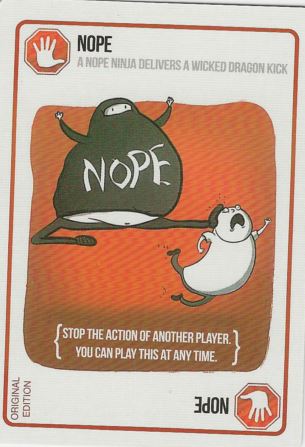 NOPE
A NOPE NINJA DELIVERS A WICKED DRAGON KICK
NOPE
{STOP THE ACTION OF ANOTHER PLAYER.
YOU CAN PLAY THIS AT ANY TIME.}
ORIGINAL
EDITION
NOPE